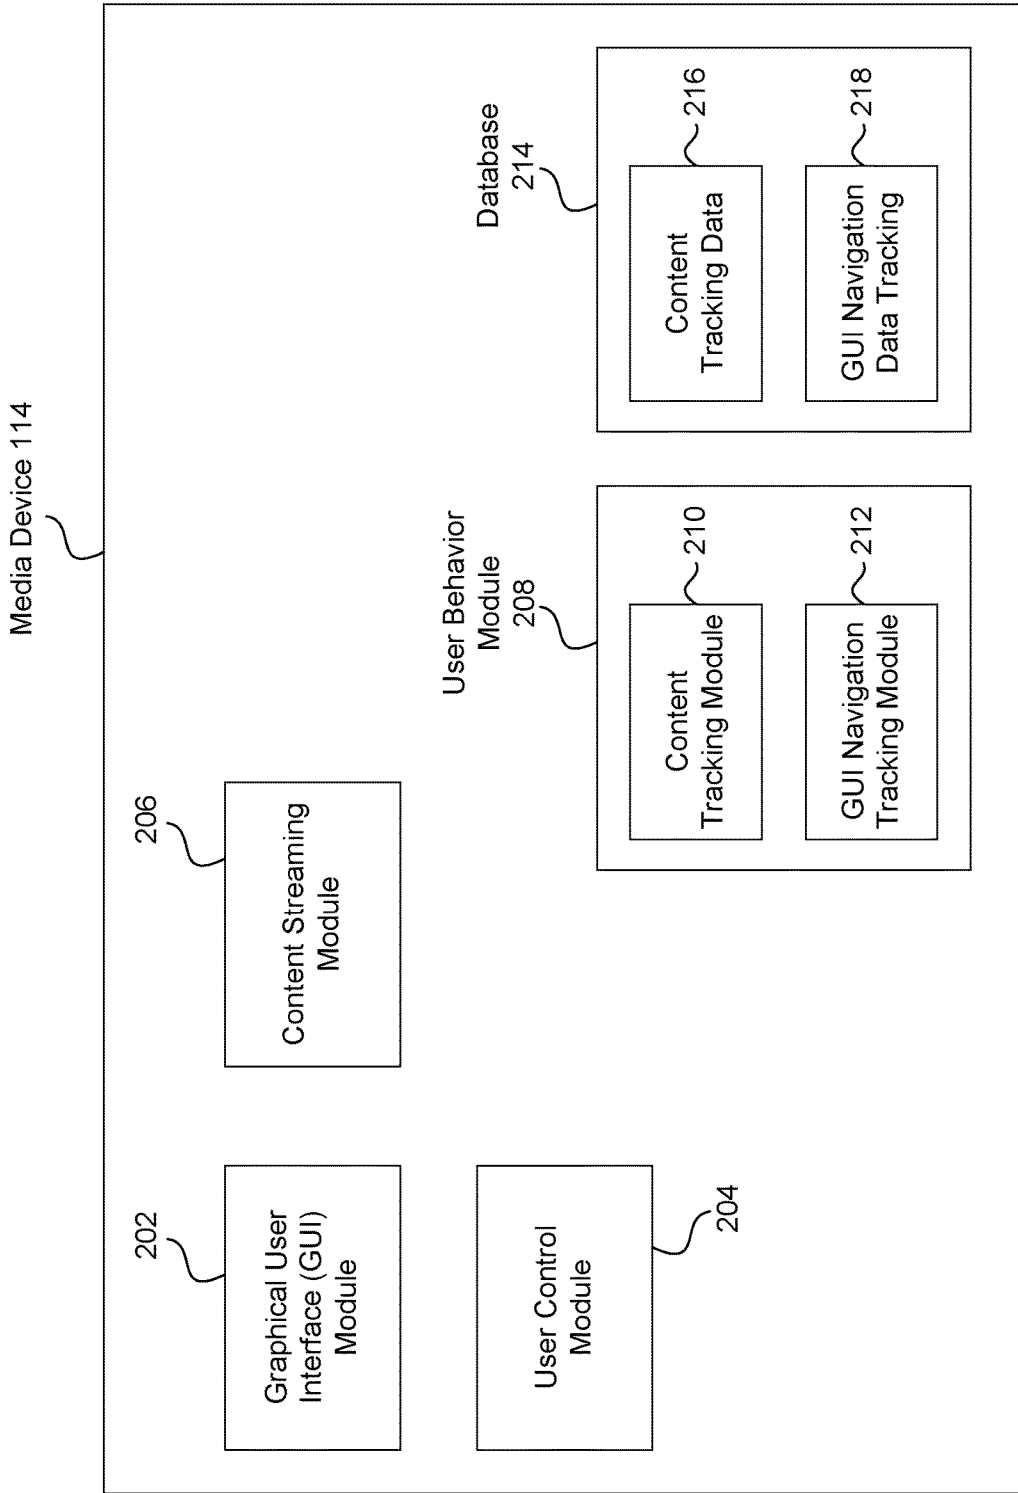 Media Device 114
202
Graphical User
Interface (GUI)
Module
206
Content Streaming
Module
User Control
Module
204
User Behavior
Module
208
Content
Tracking Module
210
GUI Navigation
Tracking Module
212
Database
214
Content
Tracking Data
216
GUI Navigation
Data Tracking
218